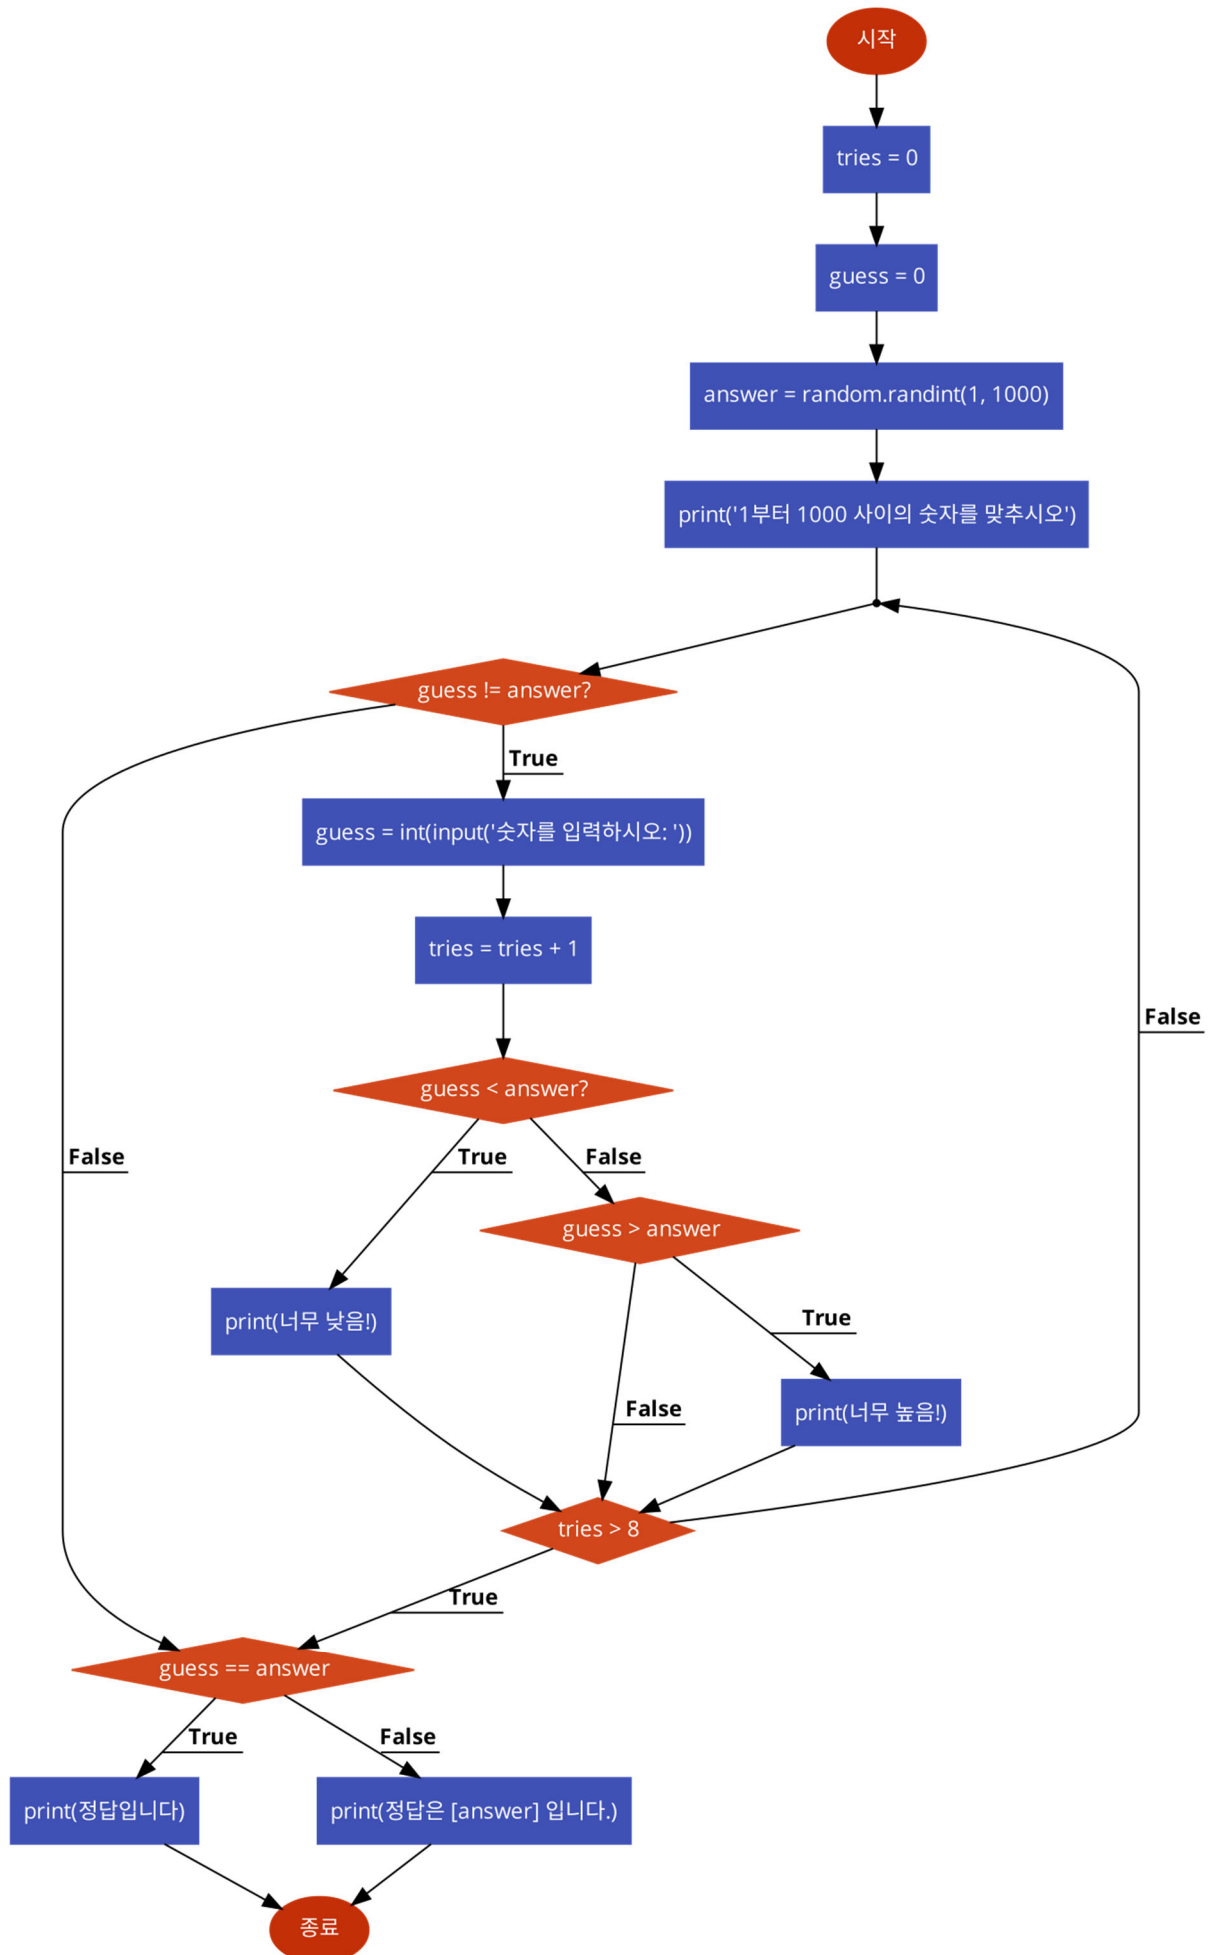 시작
tries = 0
guess = 0
answer = random.randint(1, 1000)
print('1부터 1000 사이의 숫자를 맞추시오')
guess != answer?
True
guess = int(input('숫자를 입력하시오: '))
tries = tries + 1
False
guess < answer?
False
True
False
guess > answer
print(너무 낮음!)
True
False
print(너무 높음!)
tries > 8
True
guess == answer
True
False
print(정답입니다)
print(정답은 [answer] 입니다.)
종료